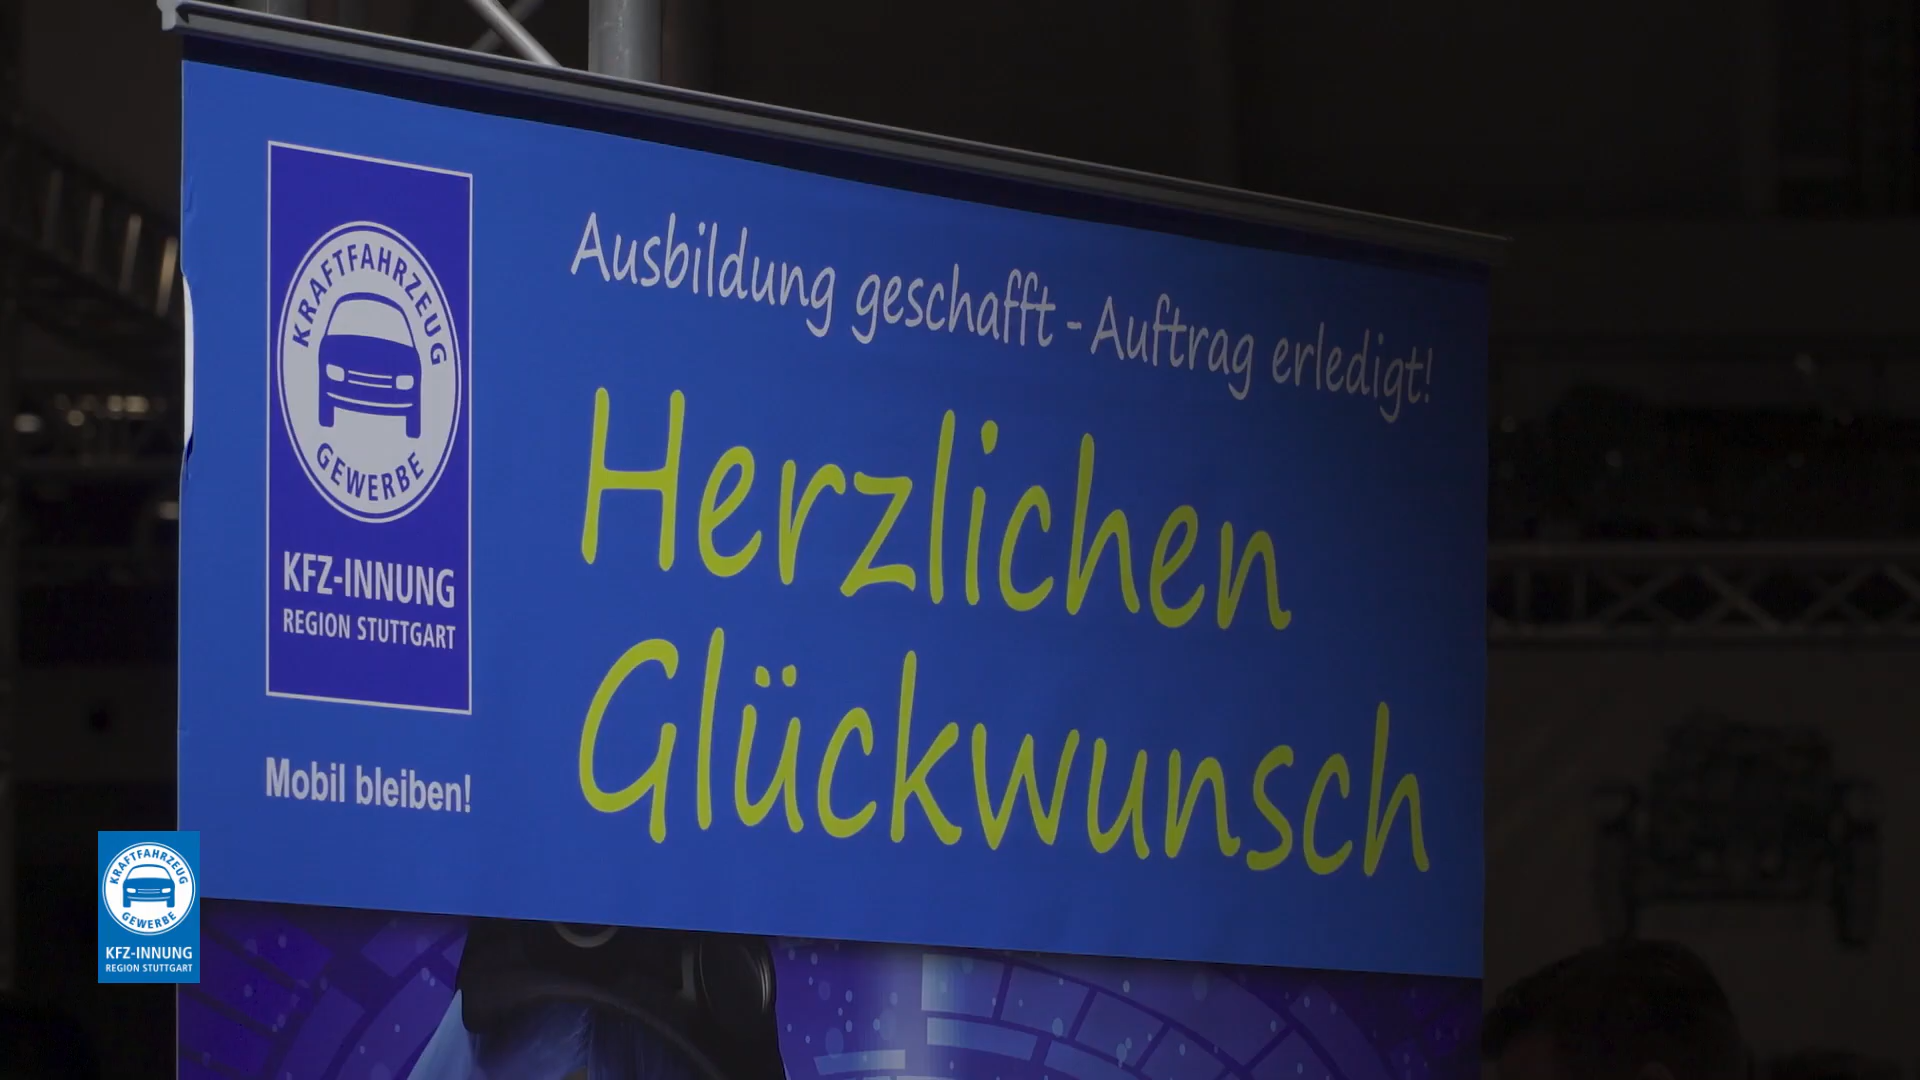 KRAFTFAHRZEUG
GEWERBE
KFZ-INNUNG
REGION STUTTGART
Mobil bleiben!
Ausbildung geschafft - Auftrag erledigt!
Herzlichen
Glückwunsch
KRAFTFAHRZEUG
GEWERBE
KFZ-INNUNG
REGION STUTTGART